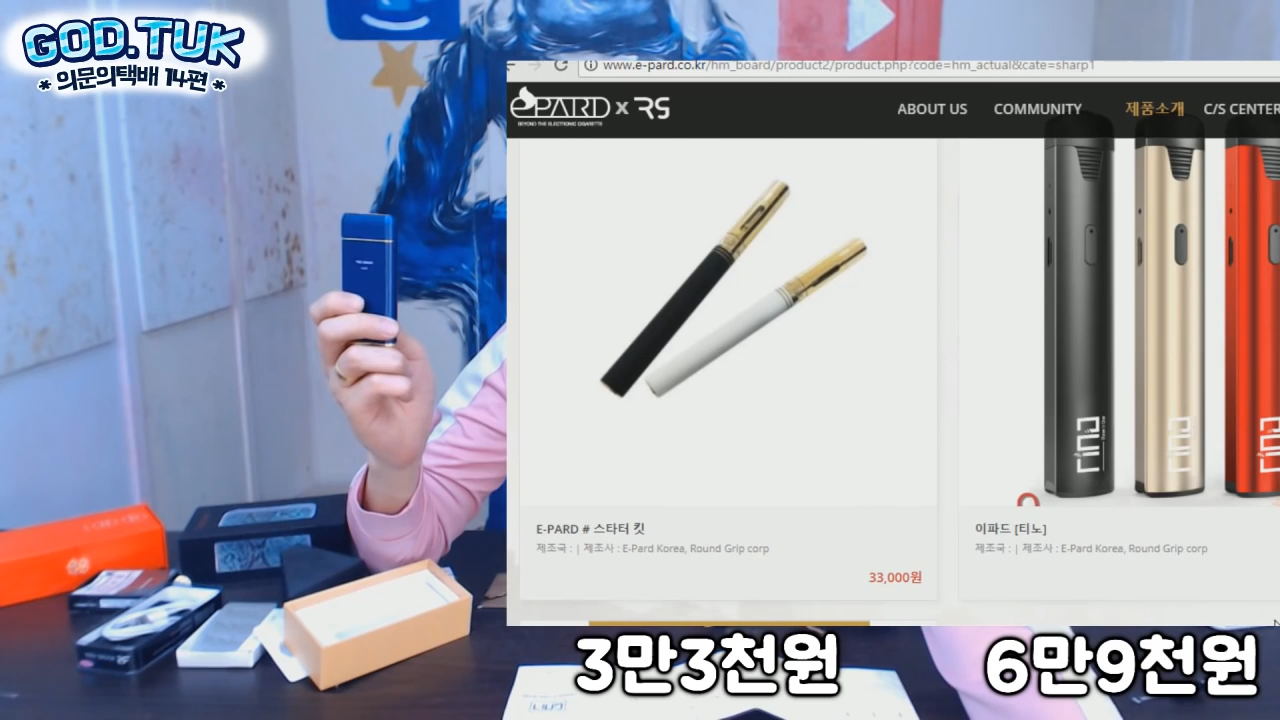 GOD.TUK
* 의문의택배 14편 *
www.e-pard.co.kr/hm_board/product2/product.php?code=hm_actual&cate=sharp1
ePARD x RS
BEYOND THE ELECTRONIC CIGARETTE
ABOUT US COMMUNITY 제품소개 C/S CENTER
E-PARD # 스타터 킷
제조국 : | 제조사 : E-Pard Korea, Round Grip corp
33,000원
이파드 [티노]
제조국 : | 제조사 : E-Pard Korea, Round Grip corp
3만3천원
6만9천원